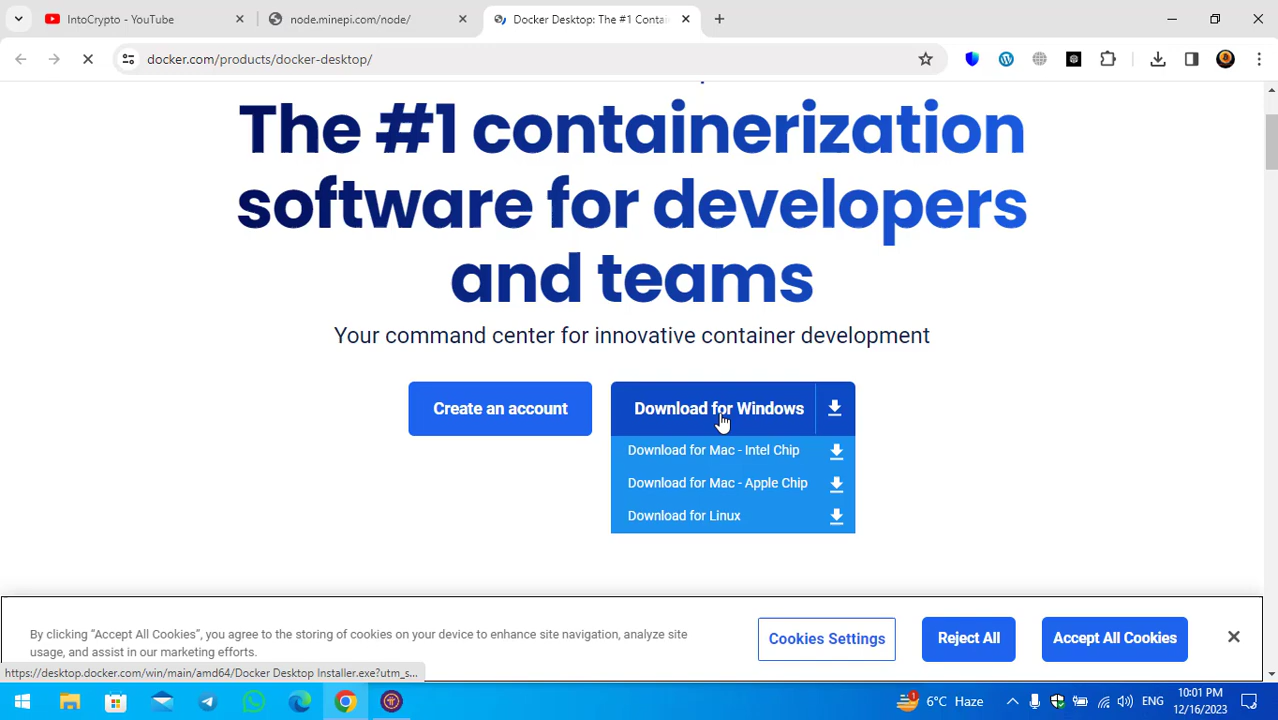 IntoCrypto - YouTube
node.minepi.com/node/
Docker Desktop: The #1 Contai
docker.com/products/docker-desktop/
The #1 containerization
software for developers
and teams
Your command center for innovative container development
Create an account
Download for Windows
Download for Mac - Intel Chip
Download for Mac - Apple Chip
Download for Linux
By clicking “Accept All Cookies”, you agree to the storing of cookies on your device to enhance site navigation, analyze site
usage, and assist in our marketing efforts.
Cookies Settings
Reject All
Accept All Cookies
https://desktop.docker.com/win/main/amd64/Docker Desktop Installer.exe?utm_s...
6°C Haze
ENG
10:01 PM
12/16/2023